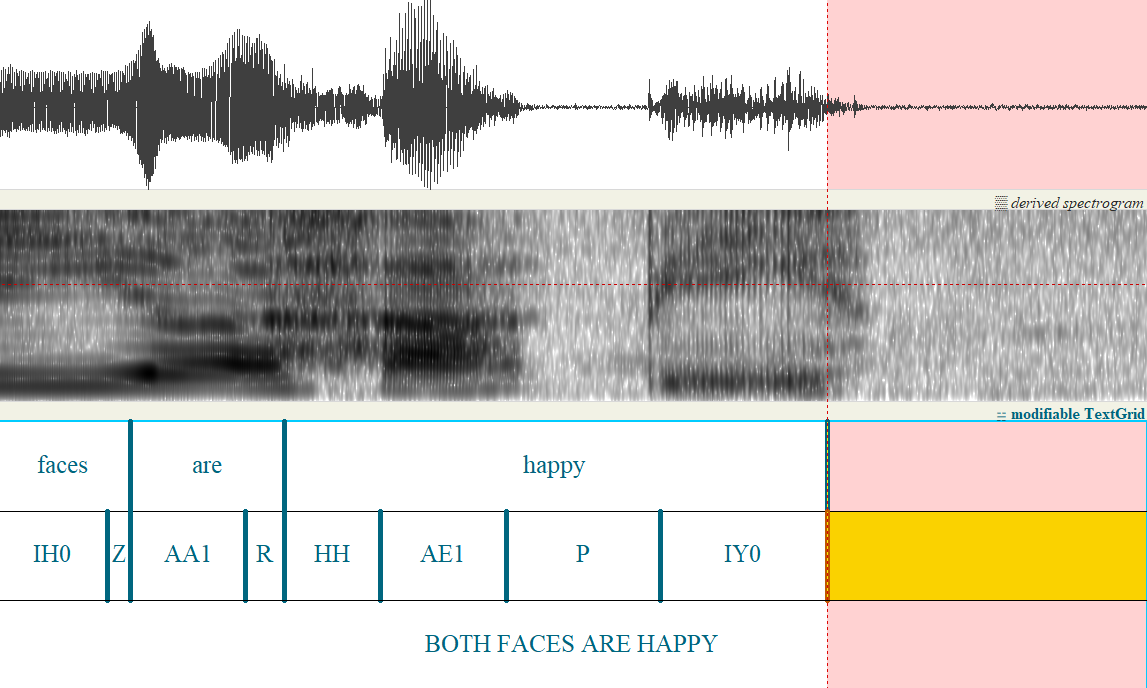 derived spectrogram
modifiable TextGrid
faces are happy
IH0 Z AA1 R HH AE1 P IY0
BOTH FACES ARE HAPPY